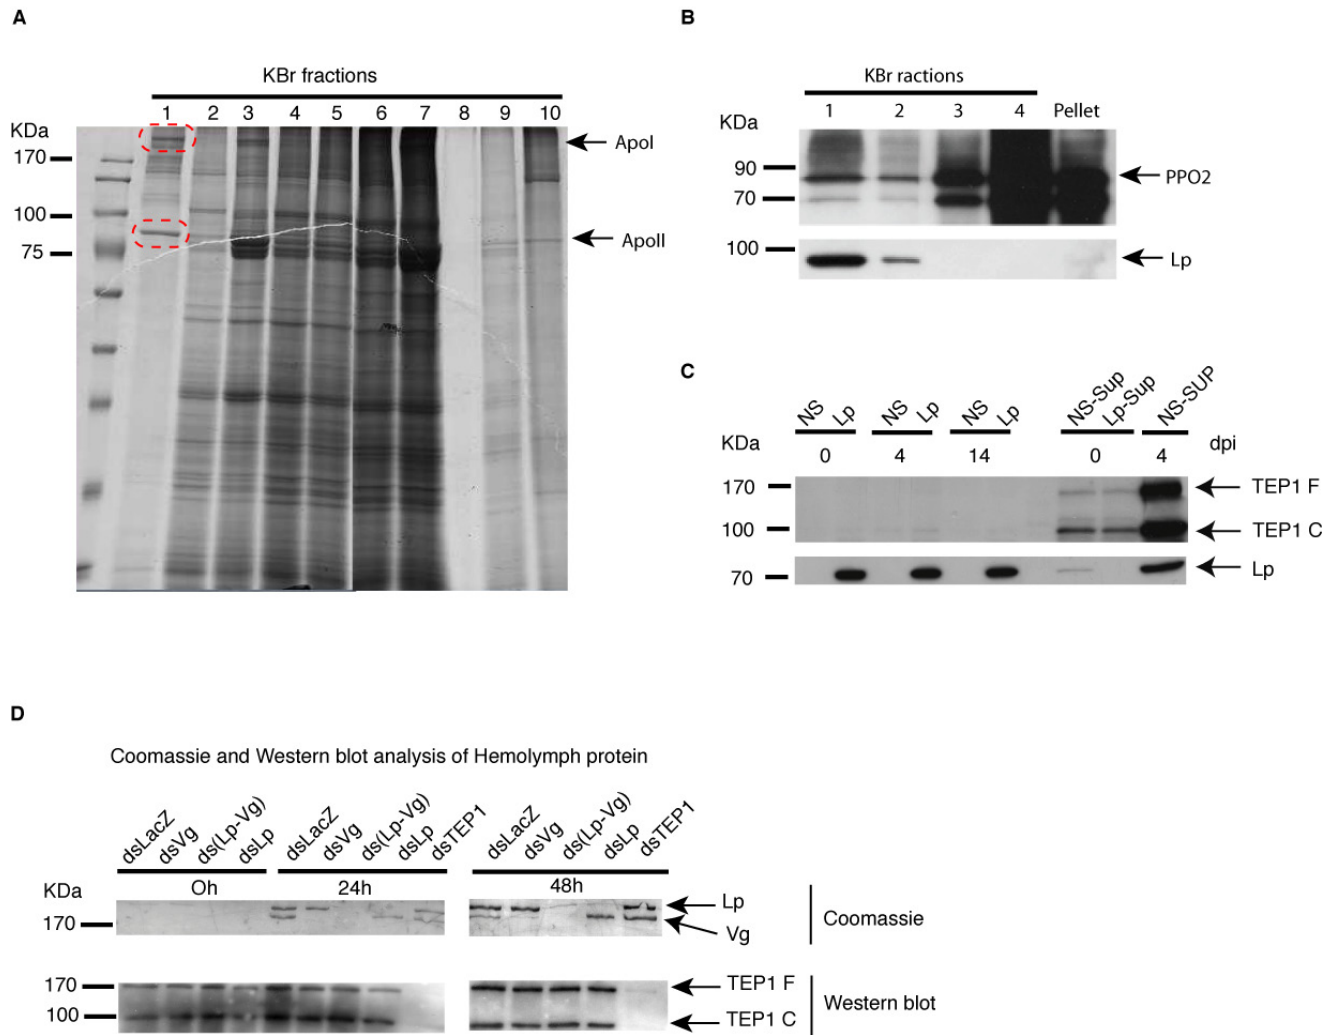 A
KBr fractions
1 2 3 4 5 6 7 8 9 10
KDa
170
100
75
ApoI
ApoII
B
KBr ractions
1 2 3 4 Pellet
KDa
90
70
PPO2
100
Lp
C
NS Lp NS Lp NS Lp NS-Sup Lp-Sup NS-SUP
KDa 0 4 14 0 4 dpi
170
TEP1 F
100
TEP1 C
70
Lp
D
Coomassie and Western blot analysis of Hemolymph protein
dsLacZ dsVg ds(Lp-Vg) dsLp dsLacZ dsVg ds(Lp-Vg) dsLp dsTEP1 dsLacZ dsVg ds(Lp-Vg) dsLp dsTEP1
KDa Oh 24h 48h
170
Lp
Vg
Coomassie
170
100
TEP1 F
TEP1 C
Western blot